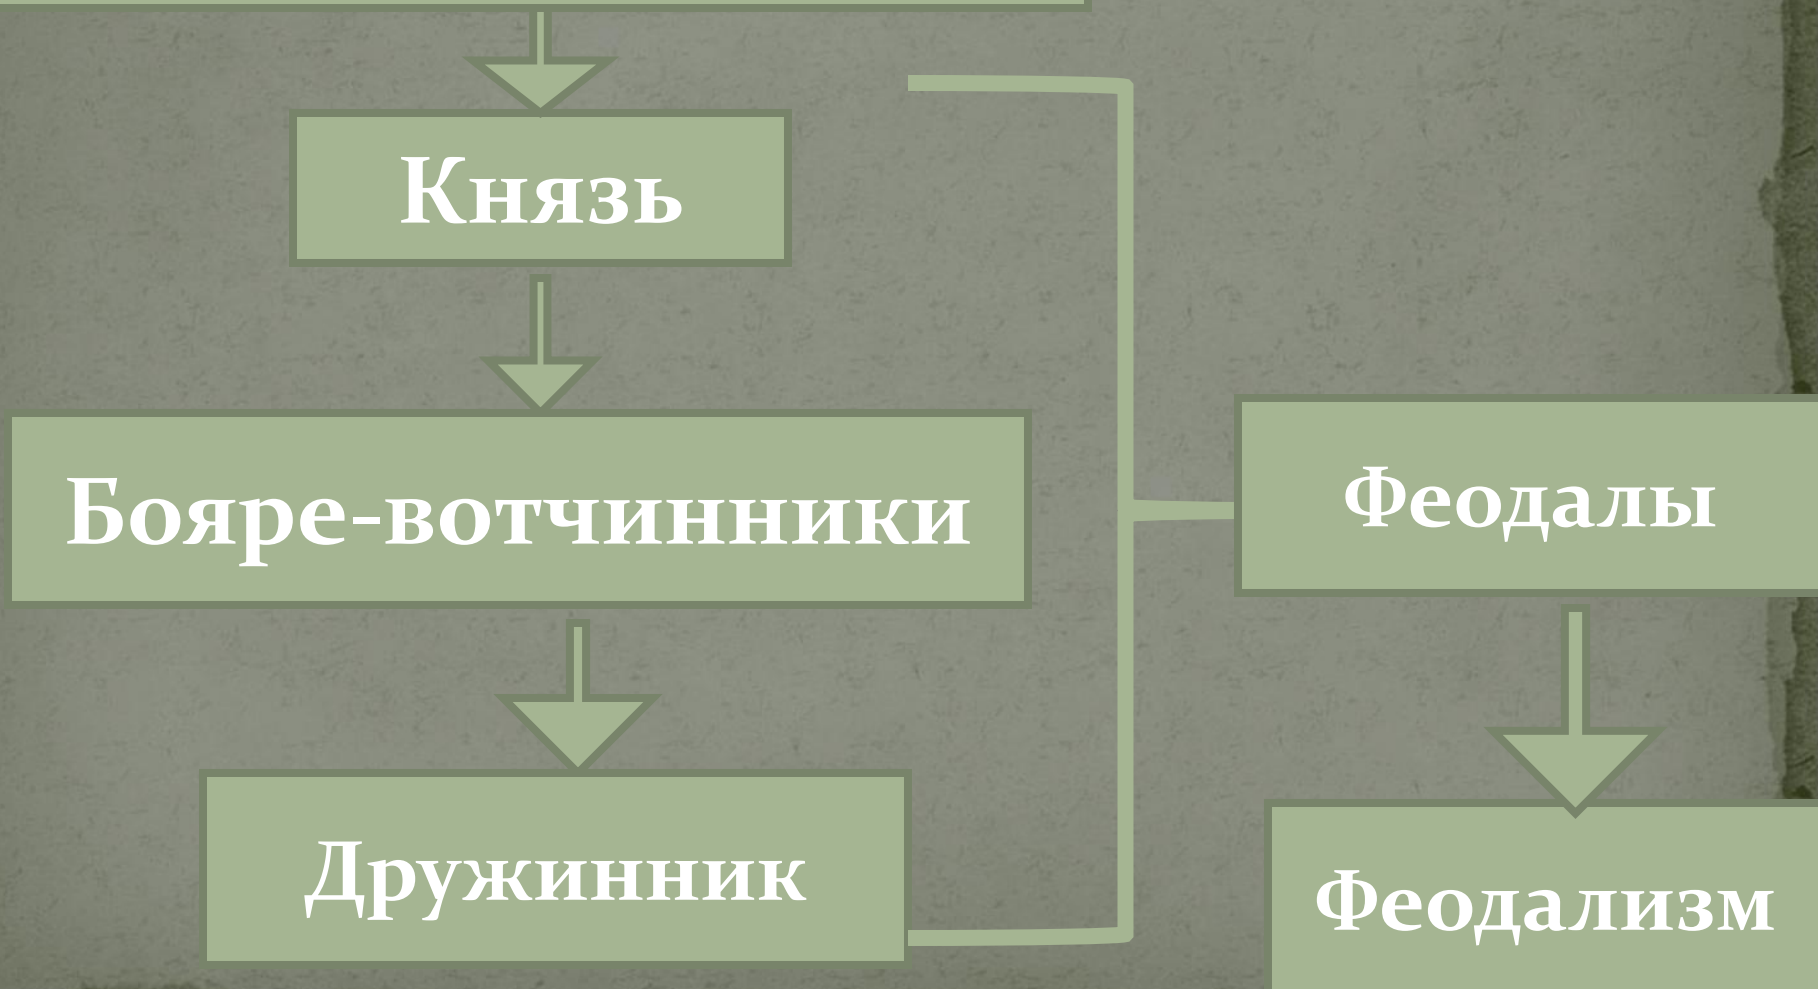 Князь
Бояре-вотчинники
Феодалы
Дружинник
Феодализм